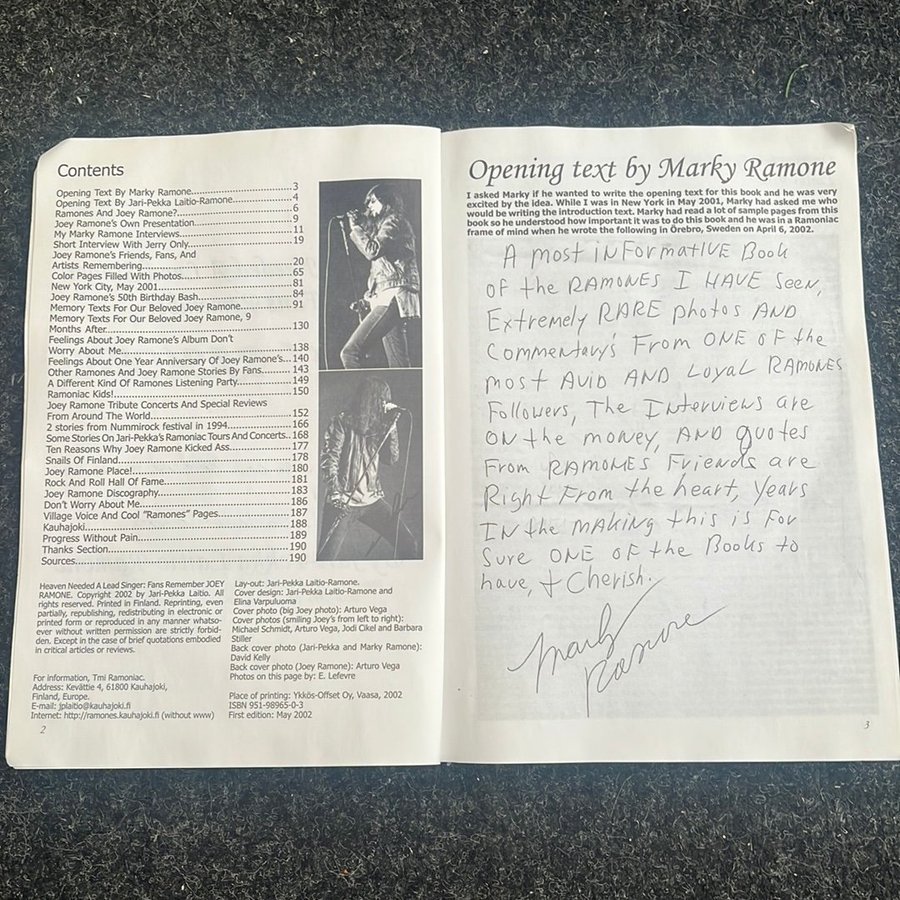 Contents
Opening Text By Marky Ramone..............................3
Opening Text By Jari-Pekka Laitio-Ramone..................4
Ramones And Joey Ramone?..................................6
Joey Ramone's Own Presentation............................9
My Marky Ramone Interviews................................11
Short Interview With Jerry Only...........................19
Joey Ramone's Friends, Fans, And
Artists Remembering.......................................20
Color Pages Filled With Photos............................65
New York City, May 2001...................................81
Joey Ramone's 50th Birthday Bash..........................84
Memory Texts For Our Beloved Joey Ramone..................91
Memory Texts For Our Beloved Joey Ramone, 9
Months After..............................................130
Feelings About Joey Ramone's Album Don't
Worry About Me............................................138
Feelings About One Year Anniversary Of Joey Ramone's...140
Other Ramones And Joey Ramone Stories By Fans.............143
A Different Kind Of Ramones Listening Party...............149
Ramoniac Kids!............................................150
Joey Ramone Tribute Concerts And Special Reviews
From Around The World.....................................152
2 stories from Nummirock festival in 1994.................166
Some Stories On Jari-Pekka's Ramoniac Tours And Concerts..168
Ten Reasons Why Joey Ramone Kicked Ass....................177
Snails Of Finland.........................................178
Joey Ramone Place!........................................180
Rock And Roll Hall Of Fame................................181
Joey Ramone Discography...................................183
Don't Worry About Me......................................186
Village Voice And Cool "Ramones" Pages....................187
Kauhajoki.................................................188
Progress Without Pain.....................................189
Thanks Section............................................190
Sources...................................................190
Heaven Needed A Lead Singer: Fans Remember JOEY
RAMONE. Copyright 2002 by Jari-Pekka Laitio. All
rights reserved. Printed in Finland. Reprinting, even
partially, republishing, redistributing in electronic or
printed form or reproduced in any manner whatso-
ever without written permission are strictly forbid-
den. Except in the case of brief quotations embodied
in critical articles or reviews.
For information, Tmi Ramoniac.
Address: Kevättie 4, 61800 Kauhajoki,
Finland, Europe.
E-mail: jplaitio@kauhajoki.fi
Internet: http://ramones.kauhajoki.fi (without www)
2
Lay-out: Jari-Pekka Laitio-Ramone.
Cover design: Jari-Pekka Laitio-Ramone and
Elina Varpuluoma
Cover photo (big Joey photo): Arturo Vega
Cover photos (smiling Joey's from left to right):
Michael Schmidt, Arturo Vega, Jodi Cikel and Barbara
Stiller
Back cover photo (Jari-Pekka and Marky Ramone):
David Kelly
Back cover photo (Joey Ramone): Arturo Vega
Photos on this page by: E. Lefevre
Place of printing: Ykkös-Offset Oy, Vaasa, 2002
ISBN 951-98965-0-3
First edition: May 2002
Opening text by Marky Ramone
I asked Marky if he wanted to write the opening text for this book and he was very
excited by the idea. While I was in New York in May 2001, Marky had asked me who
would be writing the introduction text. Marky had read a lot of sample pages from this
book so he understood how important it was to do this book and he was in a Ramoniac
frame of mind when he wrote the following in Örebro, Sweden on April 6, 2002.
A most inFormatIVE Book
oF the RAMONES I HAVE Seen,
Extremely RARE photos AND
Commentary's From ONE oF the
most AVID AND Loyal RAMONES
Followers, The Interviews are
ON the money, AND quotes
From RAMONES Friends are
Right From the heart, Years
IN the MAKING this is For
Sure ONE oF the Books to
have, + Cherish.
Marky
Ramone
3